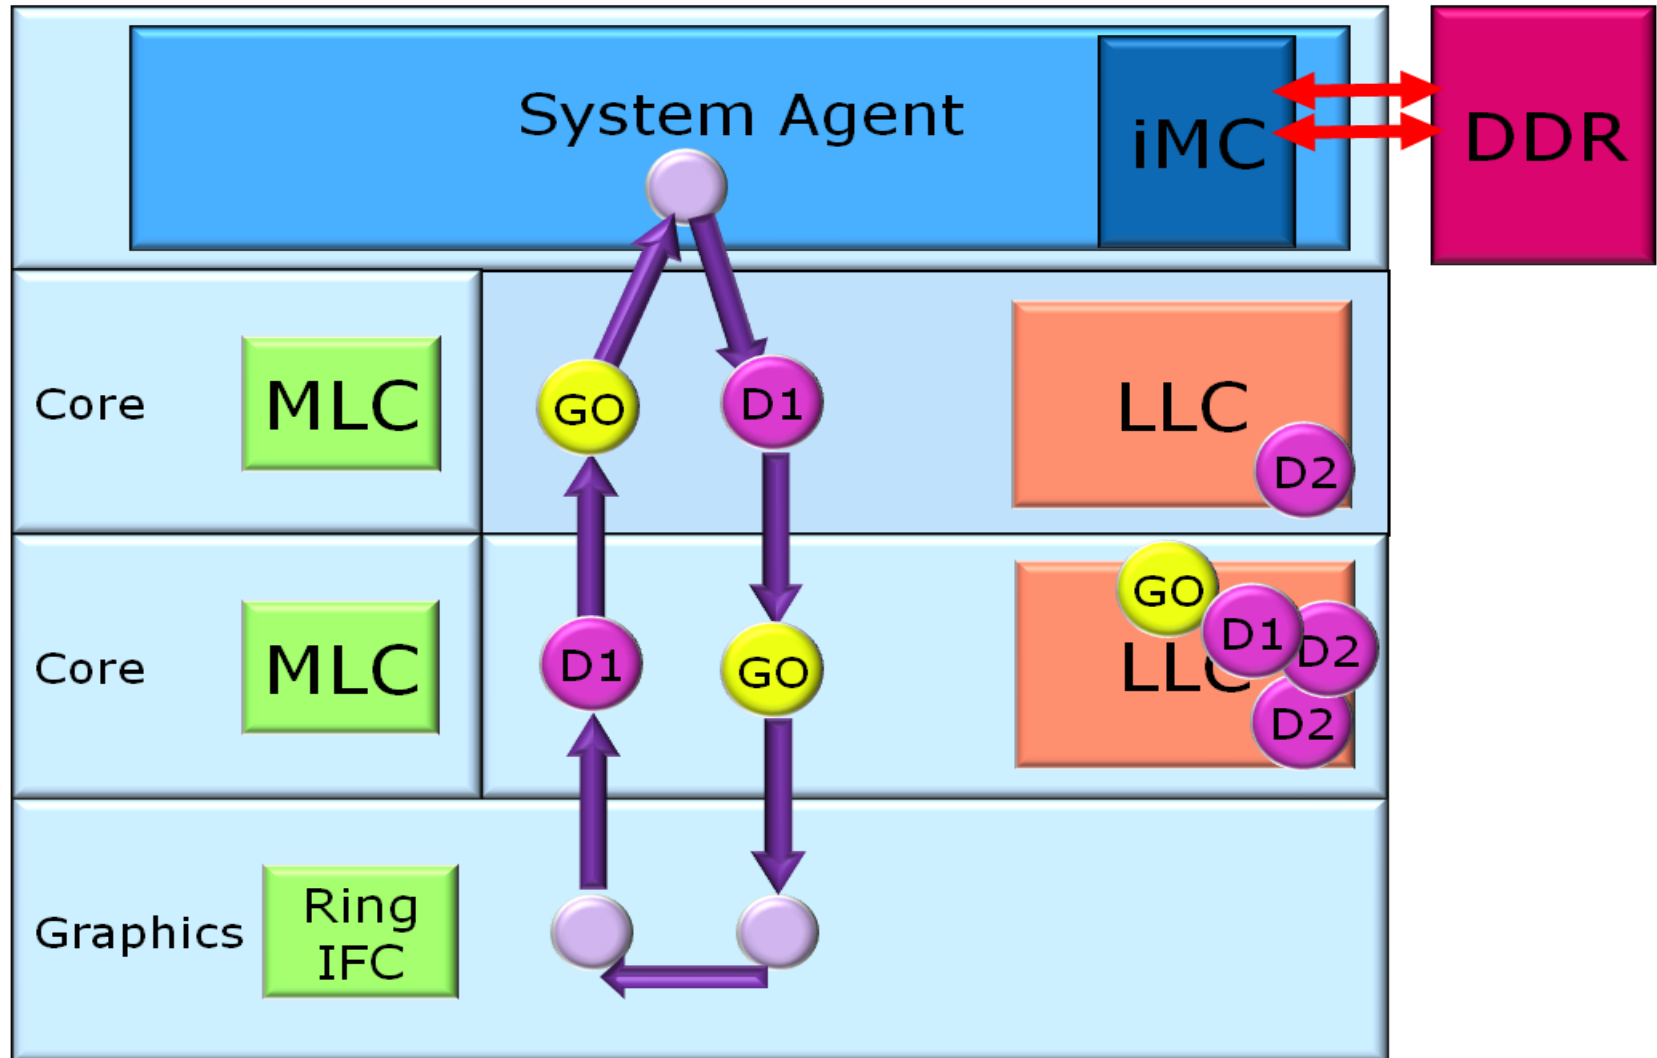 System Agent
iMC
DDR
Core
MLC
GO
D1
LLC
D2
Core
MLC
D1
GO
GO
D1
D2
LLC
D2
Graphics
Ring
IFC